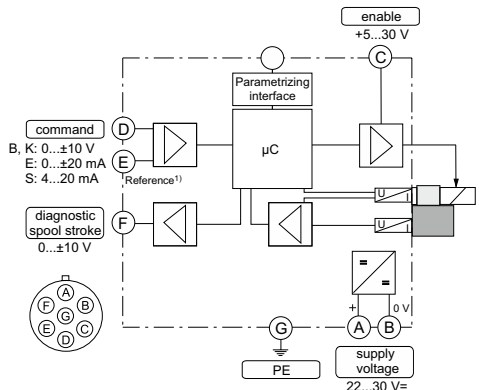 enable
+5...30 V
C
Parametrizing
interface
command
D
B, K: 0...±10 V
E: 0...±20 mA
S: 4...20 mA
E
Reference1)
µC
diagnostic
spool stroke
0...±10 V
F
U
I
U
I
=
=
+
0 V
A
B
G
PE
supply
voltage
22...30 V=
A
F
B
G
E
C
D